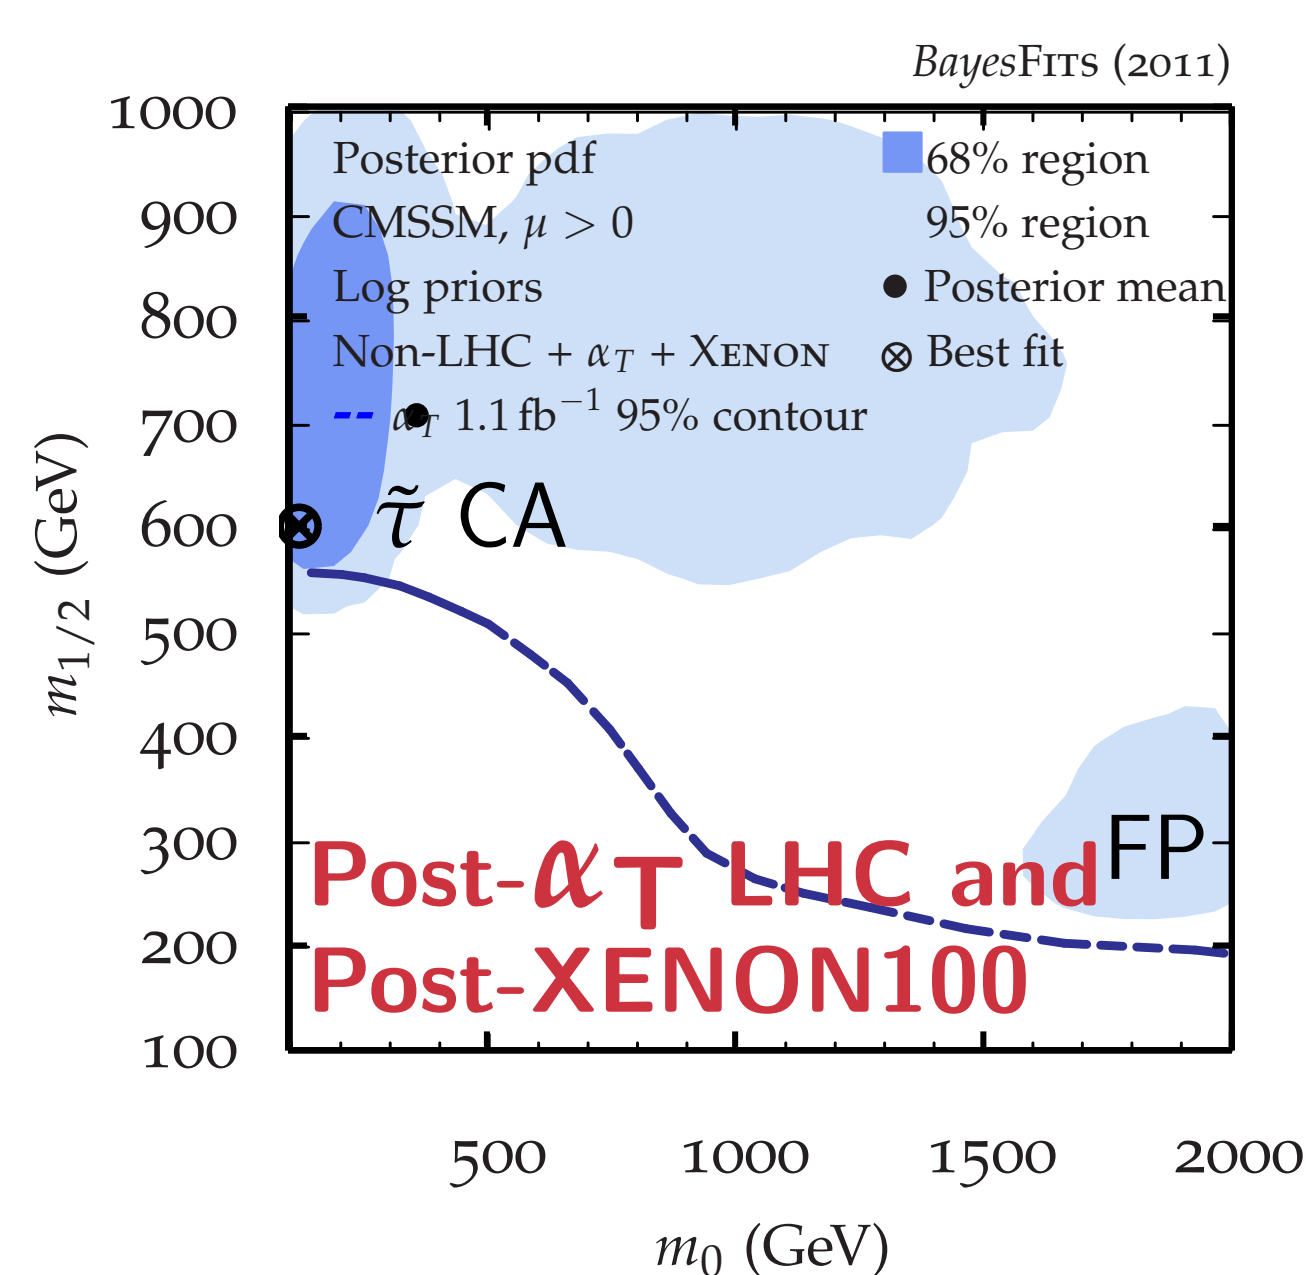 BayesFITS (2011)
1000
900
800
700
600
500
400
300
200
100
m1/2 (GeV)
Posterior pdf
CMSSM, μ > 0
Log priors
Non-LHC + αT + XENON
αT 1.1 fb−1 95% contour
68% region
95% region
Posterior mean
Best fit
τ̃ CA
FP
Post-αT LHC and
Post-XENON100
500 1000 1500 2000
m0 (GeV)